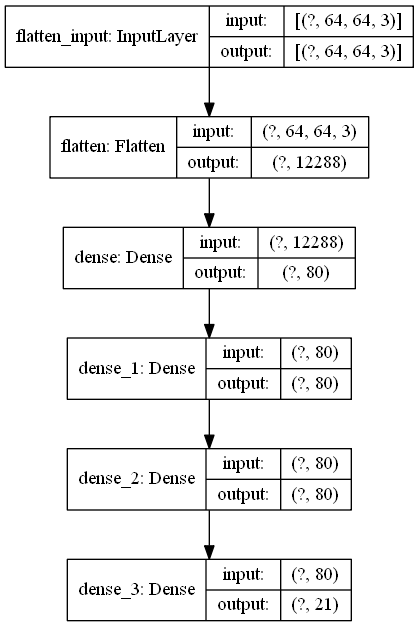 flatten_input: InputLayer
input: [(?, 64, 64, 3)]
output: [(?, 64, 64, 3)]
flatten: Flatten
input: (?, 64, 64, 3)
output: (?, 12288)
dense: Dense
input: (?, 12288)
output: (?, 80)
dense_1: Dense
input: (?, 80)
output: (?, 80)
dense_2: Dense
input: (?, 80)
output: (?, 80)
dense_3: Dense
input: (?, 80)
output: (?, 21)